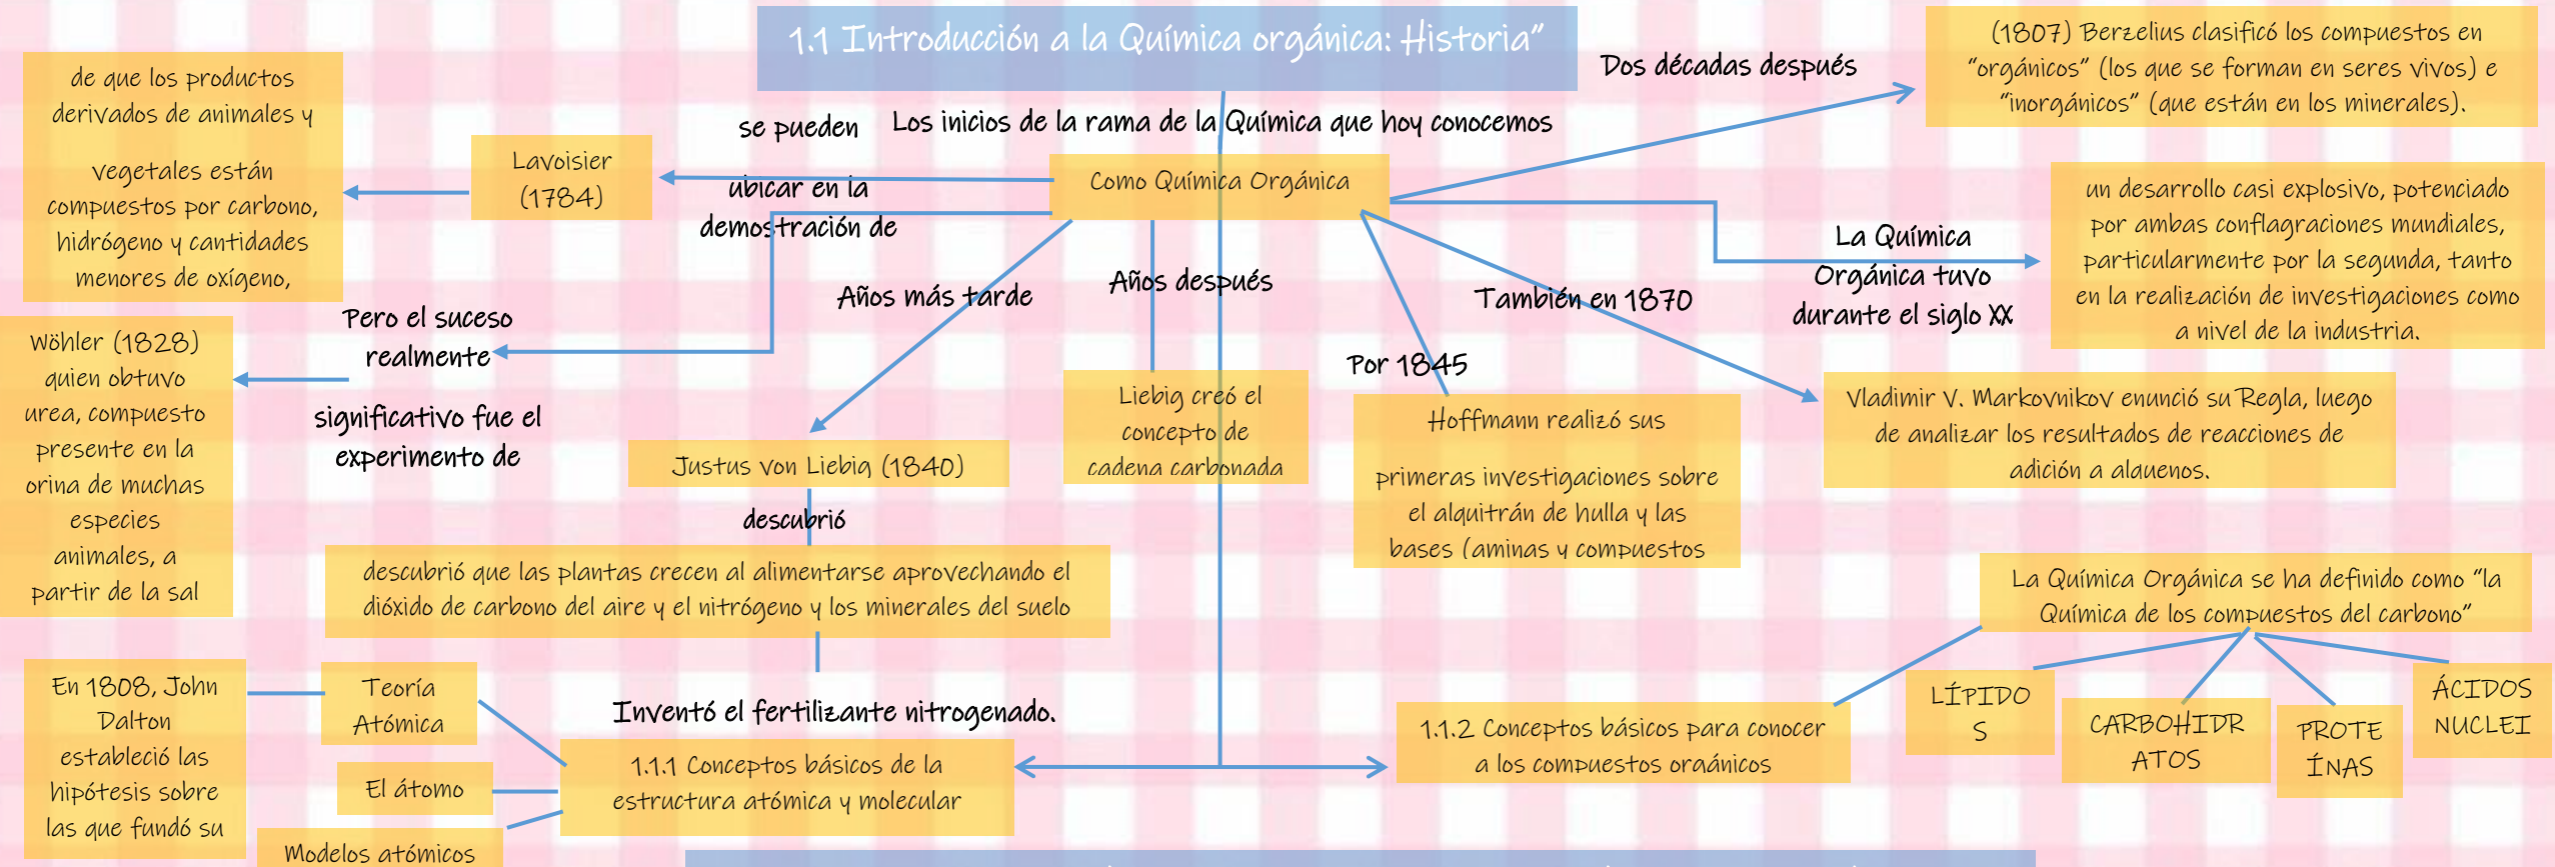 1.1 Introducción a la Química orgánica: Historia”
Los inicios de la rama de la Química que hoy conocemos
Como Química Orgánica
se pueden
ubicar en la
demostración de
Lavoisier
(1784)
de que los productos
derivados de animales y
vegetales están
compuestos por carbono,
hidrógeno y cantidades
menores de oxígeno,
Dos décadas después
(1807) Berzelius clasificó los compuestos en
“orgánicos” (los que se forman en seres vivos) e
“inorgánicos” (que están en los minerales).
Pero el suceso
realmente
significativo fue el
experimento de
Wöhler (1828)
quien obtuvo
urea, compuesto
presente en la
orina de muchas
especies
animales, a
partir de la sal
Años más tarde
Justus von Liebig (1840)
descubrió
descubrió que las plantas crecen al alimentarse aprovechando el
dióxido de carbono del aire y el nitrógeno y los minerales del suelo
Inventó el fertilizante nitrogenado.
Años después
Liebig creó el
concepto de
cadena carbonada
Por 1845
Hoffmann realizó sus
primeras investigaciones sobre
el alquitrán de hulla y las
bases (aminas y compuestos
También en 1870
Vladimir V. Markovnikov enunció su Regla, luego
de analizar los resultados de reacciones de
adición a alquenos.
La Química
Orgánica tuvo
durante el siglo XX
un desarrollo casi explosivo, potenciado
por ambas conflagraciones mundiales,
particularmente por la segunda, tanto
en la realización de investigaciones como
a nivel de la industria.
1.1.1 Conceptos básicos de la
estructura atómica y molecular
Teoría
Atómica
En 1808, John
Dalton
estableció las
hipótesis sobre
las que fundó su
El átomo
Modelos atómicos
1.1.2 Conceptos básicos para conocer
a los compuestos orgánicos
La Química Orgánica se ha definido como “la
Química de los compuestos del carbono”
LÍPIDO
S
CARBOHIDR
ATOS
PROTE
ÍNAS
ÁCIDOS
NUCLEI